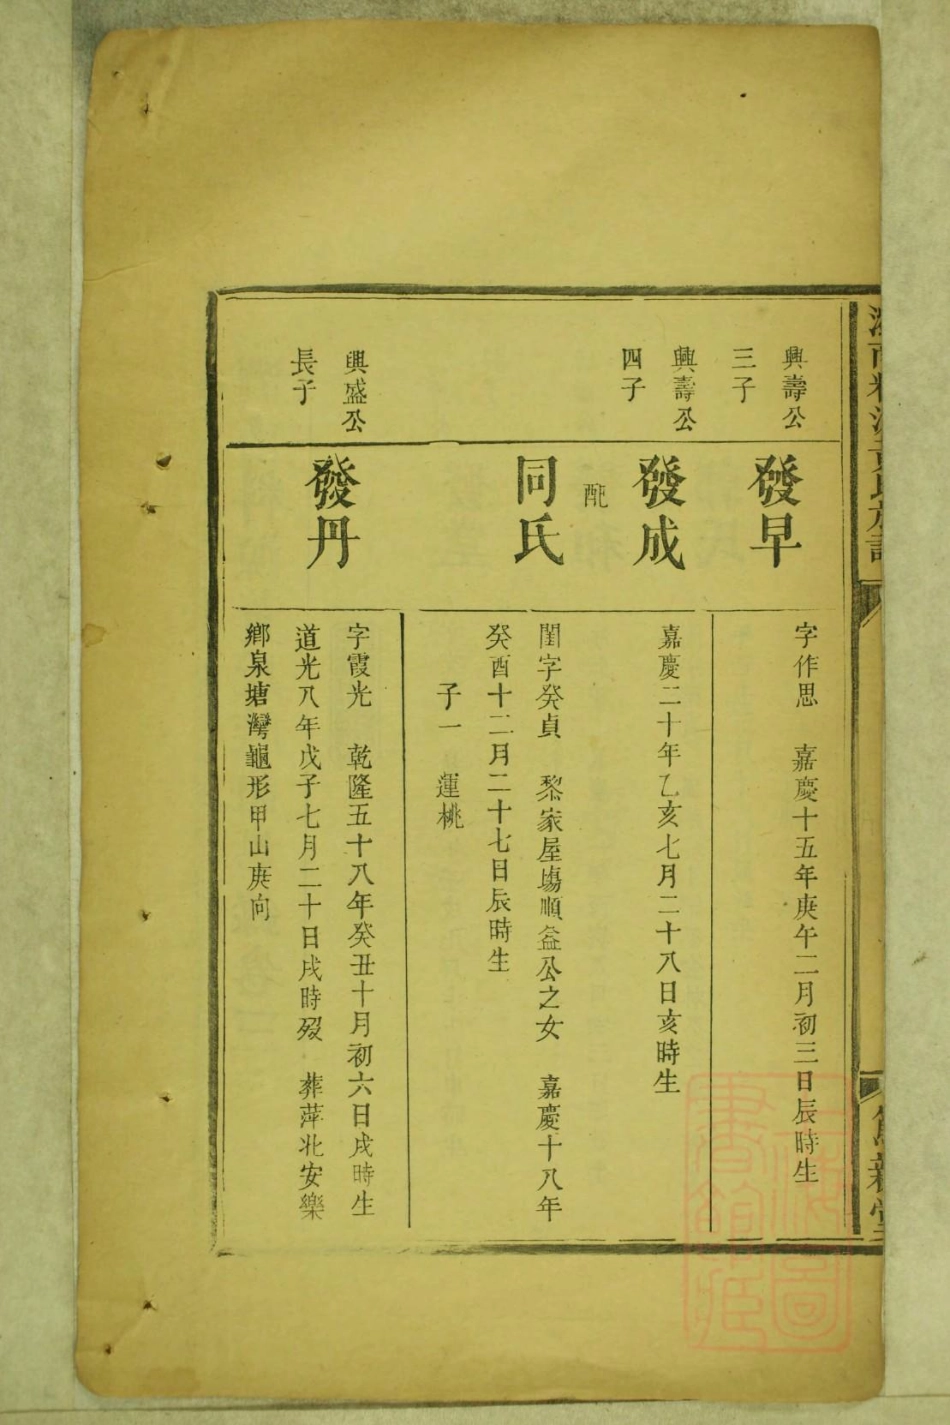 族
興壽公
三子
發早
字作思 嘉慶十五年庚午二月初三日辰時生
興壽公
四子
發成
嘉慶二十年乙亥七月二十八日亥時生
配
同氏
閨字癸貞 黎家屋塲順益公之女 嘉慶十八年
癸酉十二月二十七日辰時生
子一 運桃
興盛公
長子
發丹
字霞光 乾隆五十八年癸丑十月初六日戌時生
道光八年戊子七月二十日戌時歿 葬萍北安樂
鄉泉塘灣龜形甲山庚向